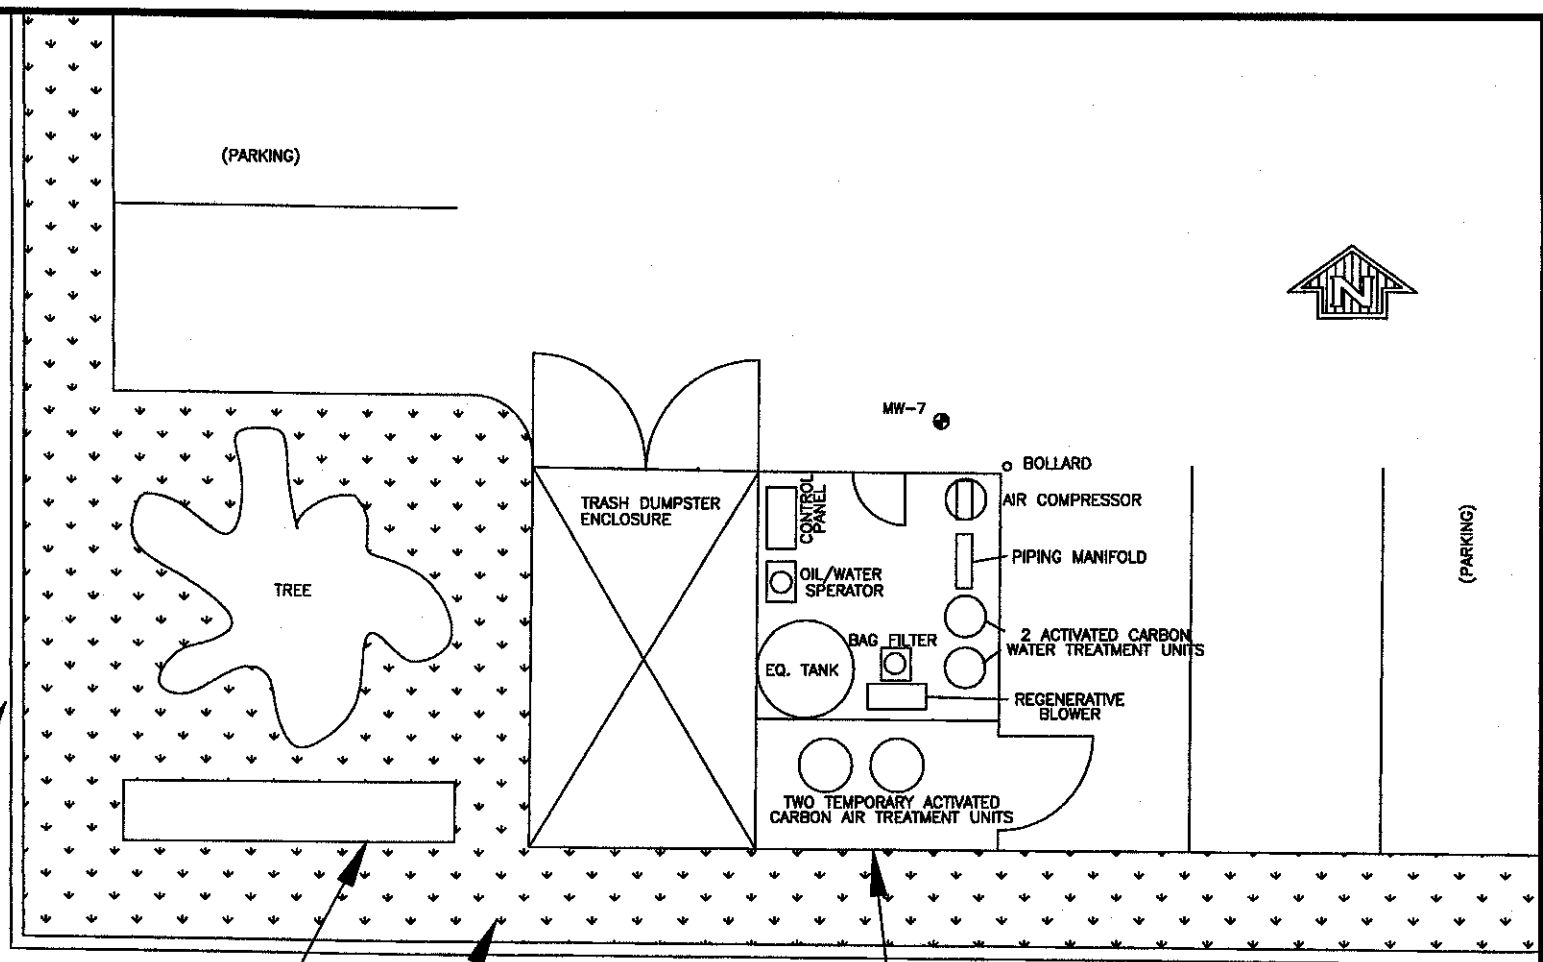 (PARKING)
N
MW-7
BOLLARD
TRASH DUMPSTER
ENCLOSURE
CONTROL
PANEL
AIR COMPRESSOR
(PARKING)
PIPING MANIFOLD
OIL/WATER
SPERATOR
TREE
2 ACTIVATED CARBON
WATER TREATMENT UNITS
BAG FILTER
EQ. TANK
REGENERATIVE
BLOWER
TWO TEMPORARY ACTIVATED
CARBON AIR TREATMENT UNITS